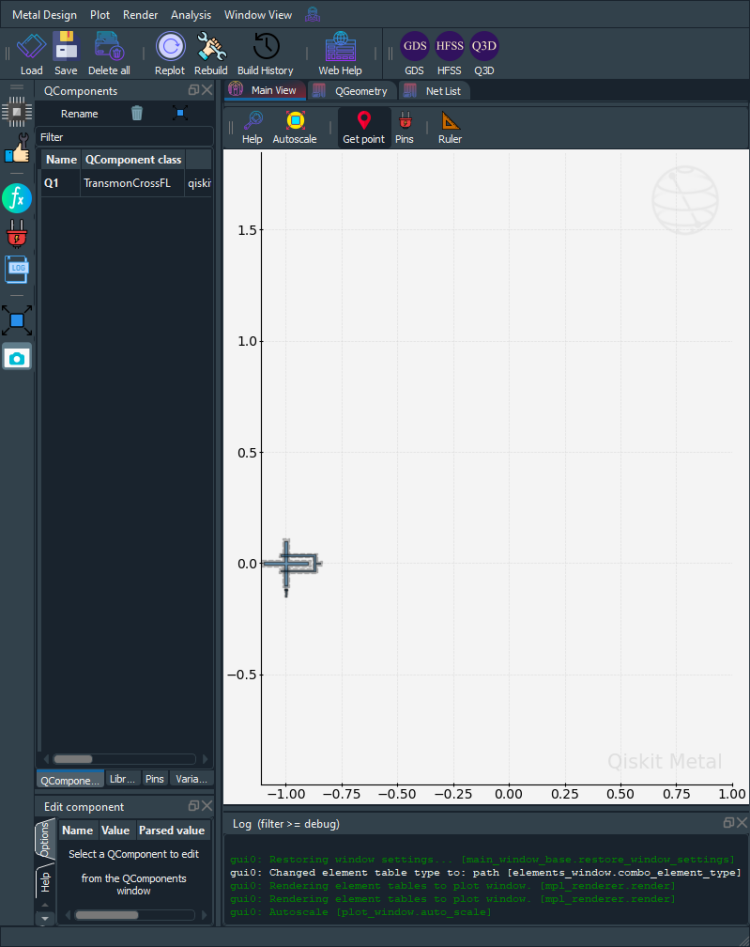 Metal Design Plot Render Analysis Window View
Load Save Delete all Replot Rebuild Build History Web Help GDS HFSS Q3D
GDS HFSS Q3D
QComponents
Rename
Filter
Name QComponent class
Q1 TransmonCrossFL qiskit
LOG
QCompone... Libr... Pins Varia...
Edit component
Options
Help
Name Value Parsed value
Select a QComponent to edit
from the QComponents
window
Main View QGeometry Net List
Help Autoscale Get point Pins Ruler
1.5
1.0
0.5
0.0
−0.5
−1.00 −0.75 −0.50 −0.25 0.00 0.25 0.50 0.75 1.00
Qiskit Metal
Log (filter >= debug)
gui0: Restoring window settings... [main_window_base.restore_window_settings]
gui0: Changed element table type to: path [elements_window.combo_element_type]
gui0: Rendering element tables to plot window. [mpl_renderer.render]
gui0: Rendering element tables to plot window. [mpl_renderer.render]
gui0: Autoscale [plot_window.auto_scale]